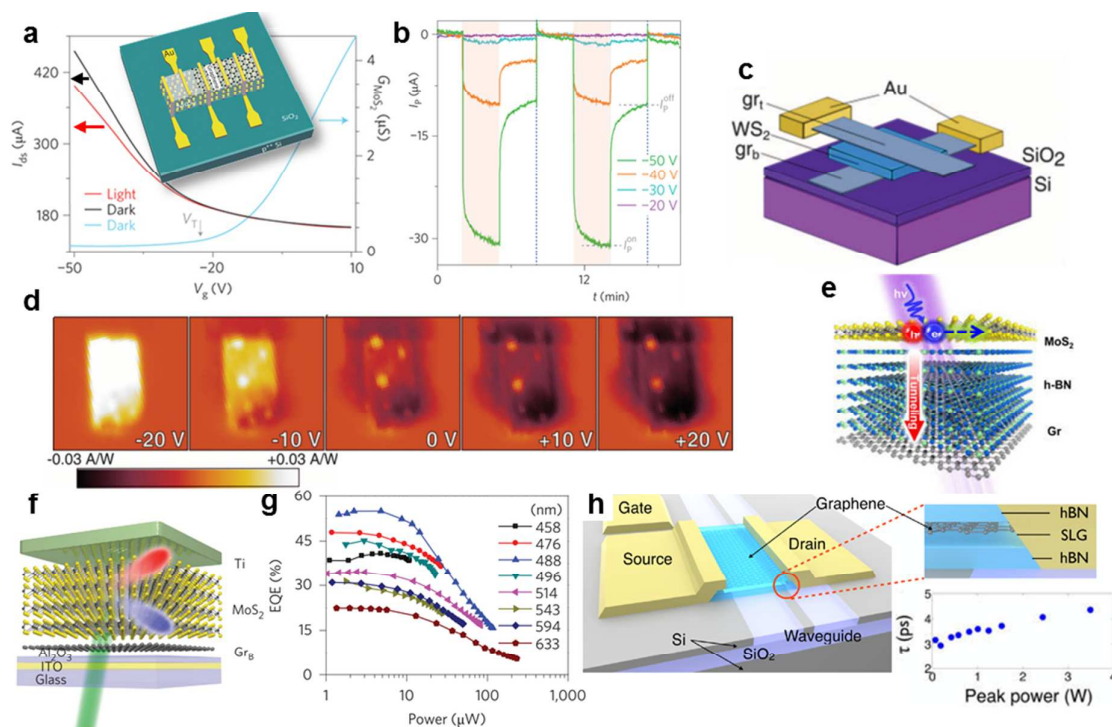 a
Au
SiO₂
p⁺⁺ Si
420
300
180
I_ds (μA)
Light
Dark
Dark
V_T
4
2
0
G_MoS₂ (μS)
−50
−20
10
V_g (V)
b
0
−15
−30
I_P (μA)
I_P^off
I_P^on
−50 V
−40 V
−30 V
−20 V
0
12
t (min)
c
gr_t
Au
WS₂
gr_b
SiO₂
Si
d
-20 V
-10 V
0 V
+10 V
+20 V
-0.03 A/W
+0.03 A/W
e
hν
MoS₂
h-BN
Gr
Tunneling
f
Ti
MoS₂
Gr_B
Al₂O₃
ITO
Glass
g
60
45
30
15
0
EQE (%)
(nm)
458
476
488
496
514
543
594
633
1
10
100
1,000
Power (μW)
h
Gate
Source
Graphene
Drain
Si
SiO₂
Waveguide
hBN
SLG
hBN
5
4
3
2
τ (ps)
0
1
2
3
4
Peak power (W)